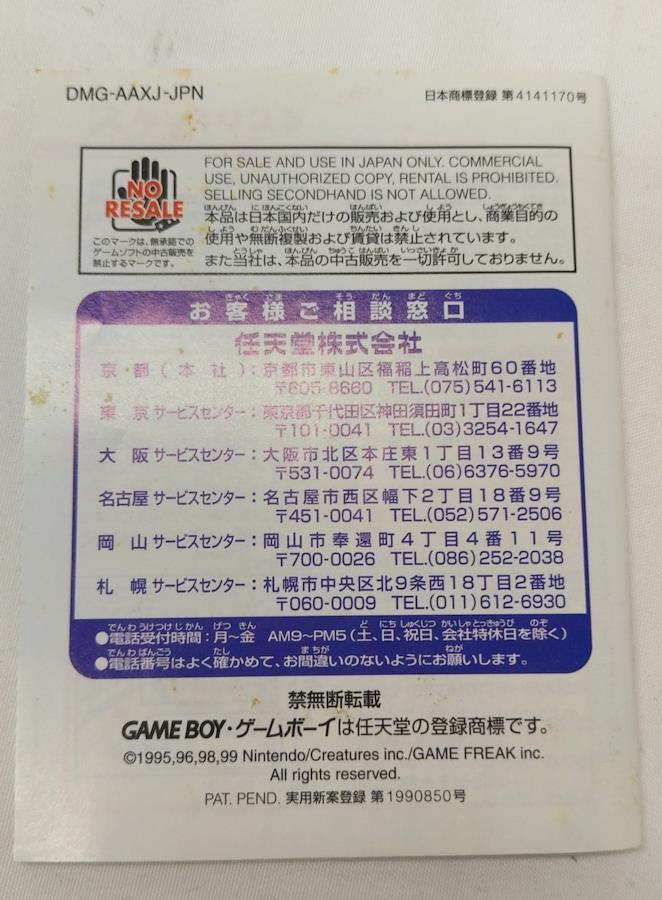 DMG-AAXJ-JPN
日本商標登録 第4141170号
NO
RESALE
このマークは、無承諾での
ゲームソフトの中古販売を
禁止するマークです。
FOR SALE AND USE IN JAPAN ONLY. COMMERCIAL
USE, UNAUTHORIZED COPY, RENTAL IS PROHIBITED.
SELLING SECONDHAND IS NOT ALLOWED.
本品は日本国内だけの販売および使用とし、商業目的の
使用や無断複製および賃貸は禁止されています。
また当社は、本品の中古販売を一切許可しておりません。
お客様ご相談窓口
任天堂株式会社
京・都(本 社):京都市東山区福稲上高松町60番地
〒605-8660 TEL.(075)541-6113
東 京 サービスセンター:東京都千代田区神田須田町1丁目22番地
〒101-0041 TEL.(03)3254-1647
大 阪 サービスセンター:大阪市北区本庄東1丁目13番9号
〒531-0074 TEL.(06)6376-5970
名古屋 サービスセンター:名古屋市西区幅下2丁目18番9号
〒451-0041 TEL.(052)571-2506
岡 山 サービスセンター:岡山市奉還町4丁目4番11号
〒700-0026 TEL.(086)252-2038
札 幌 サービスセンター:札幌市中央区北9条西18丁目2番地
〒060-0009 TEL.(011)612-6930
●電話受付時間:月~金 AM9~PM5(土、日、祝日、会社特休日を除く)
●電話番号はよく確かめて、お間違いのないようにお願いします。
禁無断転載
GAME BOY・ゲームボーイは任天堂の登録商標です。
©1995,96,98,99 Nintendo/Creatures inc./GAME FREAK inc.
All rights reserved.
PAT. PEND. 実用新案登録 第1990850号